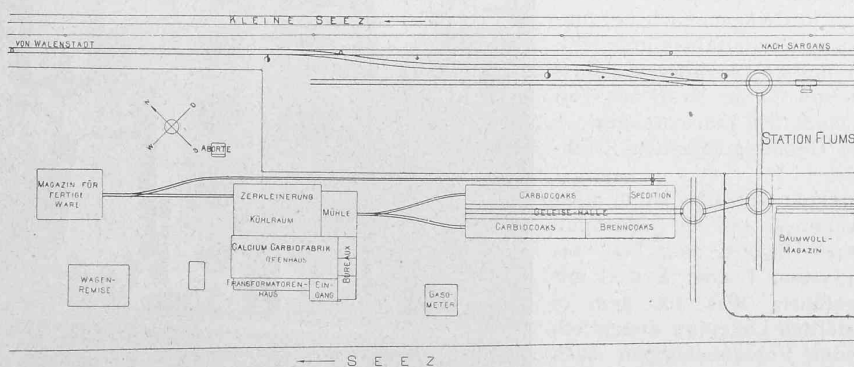 KLEINE SEEZ
VON WALENSTADT
NACH SARGANS
N
O
W
S
ABORTE
STATION FLUMS
MAGAZIN FÜR
FERTIGE
WARE
ZERKLEINERUNG
KÜHLRAUM
MÜHLE
CARBIDCOAKS
SPEDITION
GELEISE-HALLE
CARBIDCOAKS
BRENNCOAKS
CALCIUM CARBIDFABRIK
OFENHAUS
BUREAUX
BAUMWOLL-
MAGAZIN
WAGEN-
REMISE
TRANSFORMATOREN-
HAUS
EIN-
GANG
GASO-
METER
SEEZ